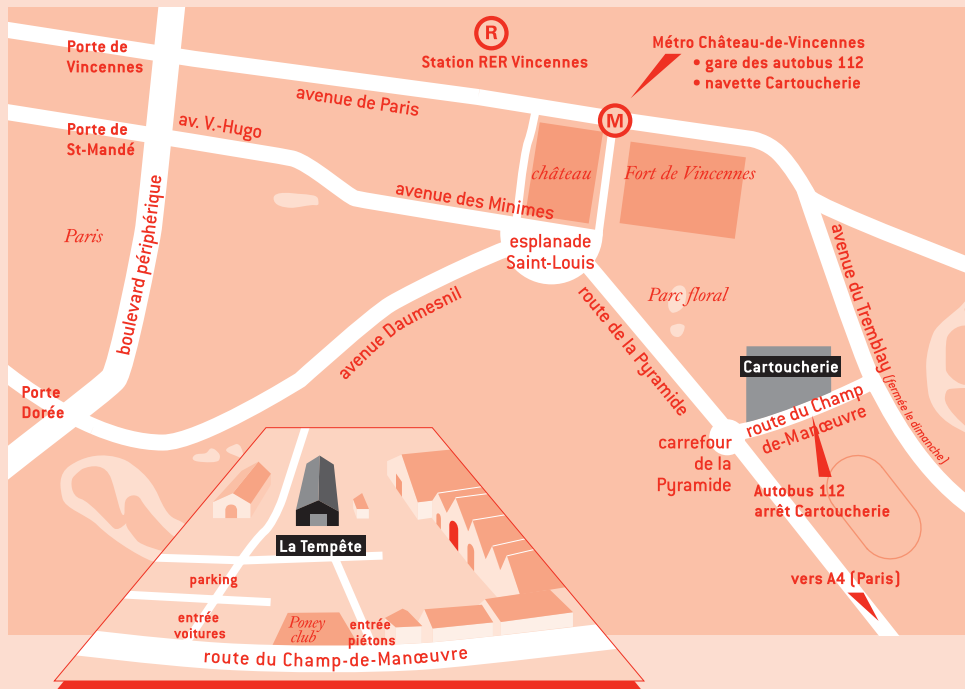 Porte de
Vincennes
R
Station RER Vincennes
Métro Château-de-Vincennes
• gare des autobus 112
• navette Cartoucherie
avenue de Paris
M
Porte de
St-Mandé
av. V.-Hugo
château
Fort de Vincennes
avenue des Minimes
Paris
boulevard périphérique
esplanade
Saint-Louis
avenue Daumesnil
route de la Pyramide
Parc floral
avenue du Tremblay (fermée le dimanche)
Cartoucherie
Porte
Dorée
route du Champ
de-Manœuvre
carrefour
de la
Pyramide
Autobus 112
arrêt Cartoucherie
vers A4 (Paris)
La Tempête
parking
entrée
voitures
Poney
club
entrée
piétons
route du Champ-de-Manœuvre